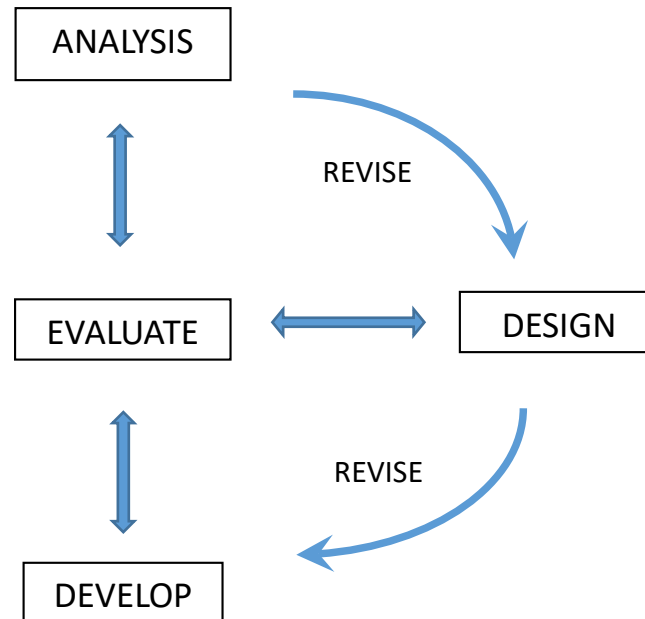 ANALYSIS
REVISE
EVALUATE
DESIGN
REVISE
DEVELOP